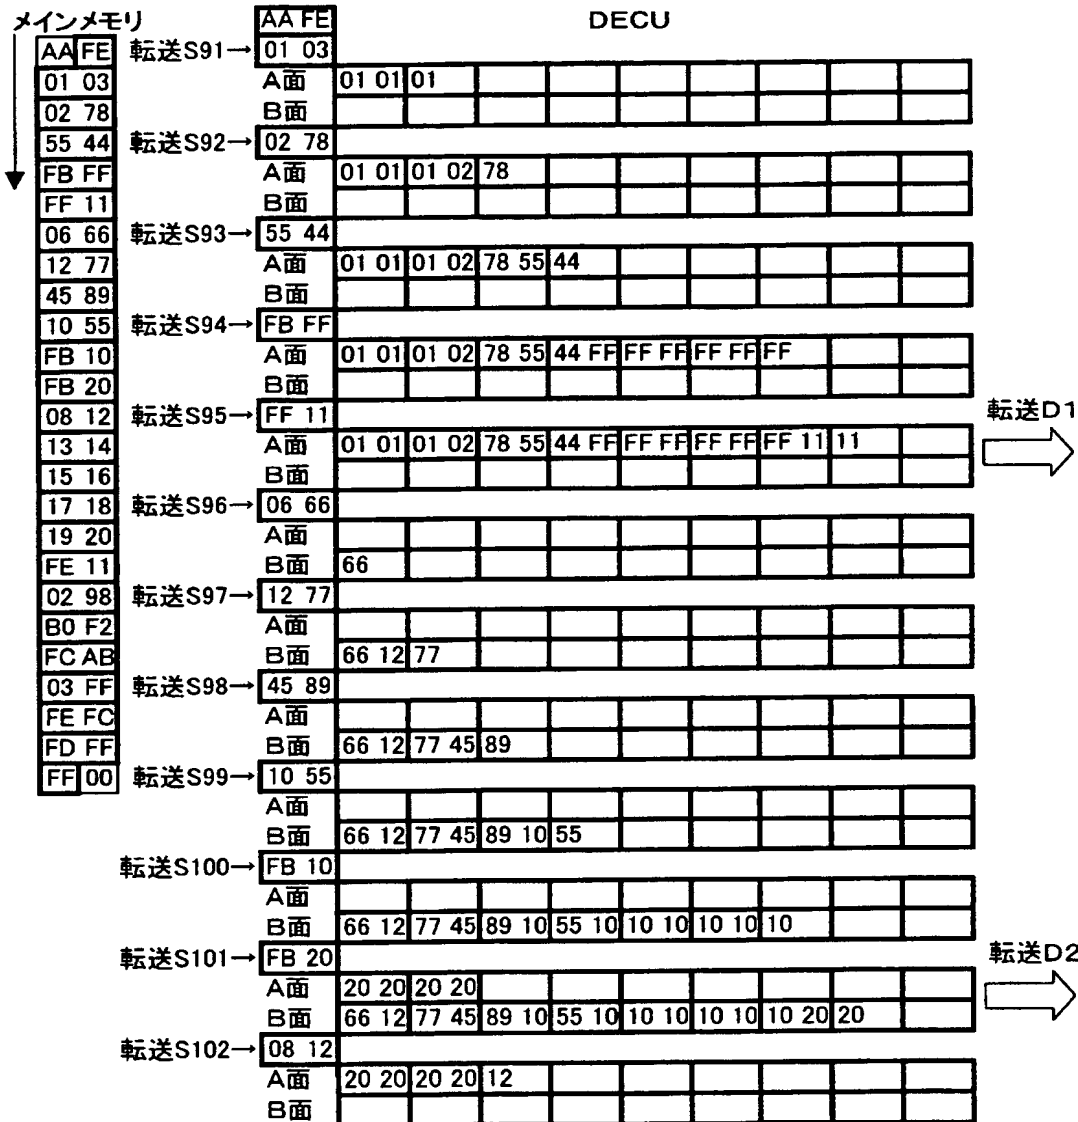 メインメモリ
AA FE
01 03
02 78
55 44
FB FF
FF 11
06 66
12 77
45 89
10 55
FB 10
FB 20
08 12
13 14
15 16
17 18
19 20
FE 11
02 98
B0 F2
FC AB
03 FF
FE FC
FD FF
FF 00
DECU
AA FE
転送S91→ 01 03
A面 01 01 01
B面
転送S92→ 02 78
A面 01 01 01 02 78
B面
転送S93→ 55 44
A面 01 01 01 02 78 55 44
B面
転送S94→ FB FF
A面 01 01 01 02 78 55 44 FF FF FF FF FF FF
B面
転送S95→ FF 11
A面 01 01 01 02 78 55 44 FF FF FF FF FF FF 11 11
B面
転送D1
転送S96→ 06 66
A面
B面 66
転送S97→ 12 77
A面
B面 66 12 77
転送S98→ 45 89
A面
B面 66 12 77 45 89
転送S99→ 10 55
A面
B面 66 12 77 45 89 10 55
転送S100→ FB 10
A面
B面 66 12 77 45 89 10 55 10 10 10 10 10 10
転送S101→ FB 20
A面 20 20 20 20
B面 66 12 77 45 89 10 55 10 10 10 10 10 10 20 20
転送D2
転送S102→ 08 12
A面 20 20 20 20 12
B面